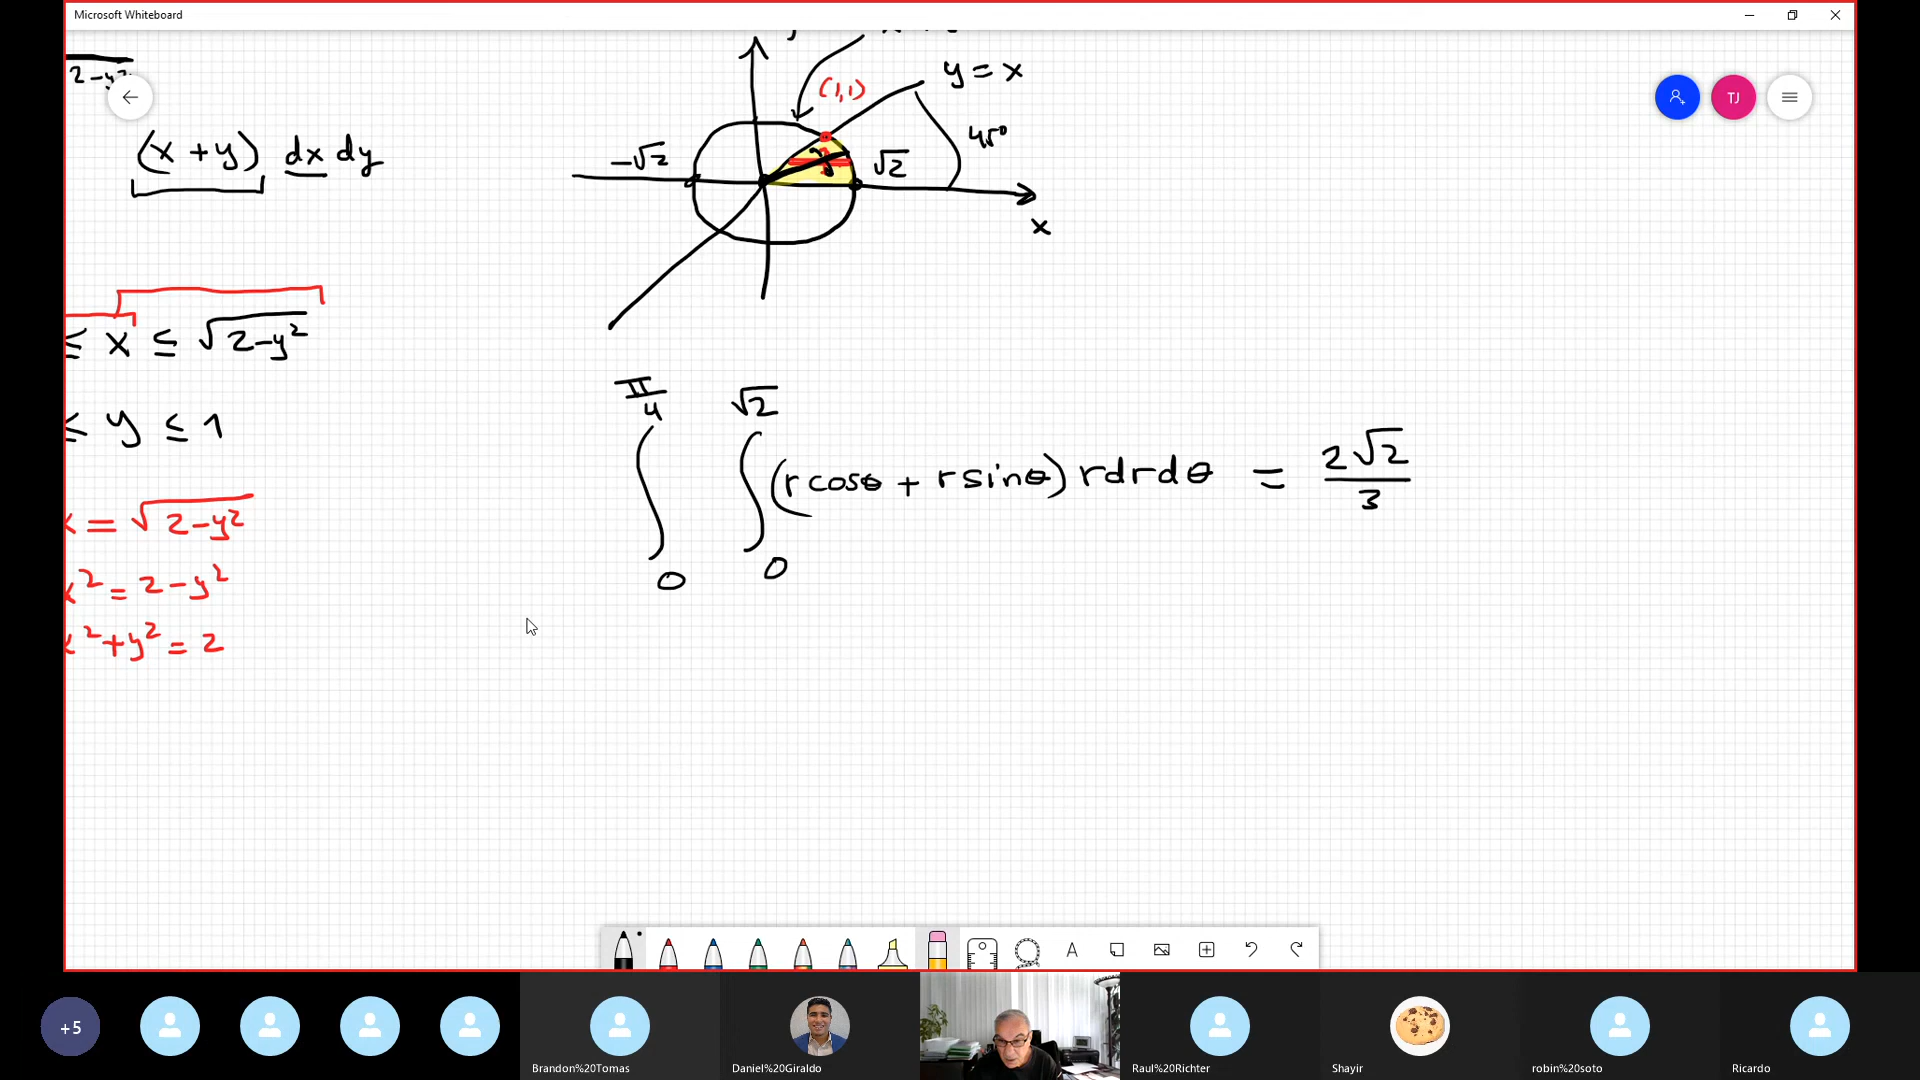 Microsoft Whiteboard
2-y²
(x + y) dx dy
≤ x ≤ √2-y²
≤ y ≤ 1
x = √2-y²
x² = 2 - y²
x² + y² = 2
(1,1)
y = x
45°
-√2
√2
x
∫₀^(π/4) ∫₀^(√2) (r cosθ + r sinθ) r dr dθ = 2√2/3
TJ
A
+5
Brandon%20Tomas
Daniel%20Giraldo
Raul%20Richter
Shayir
robin%20soto
Ricardo